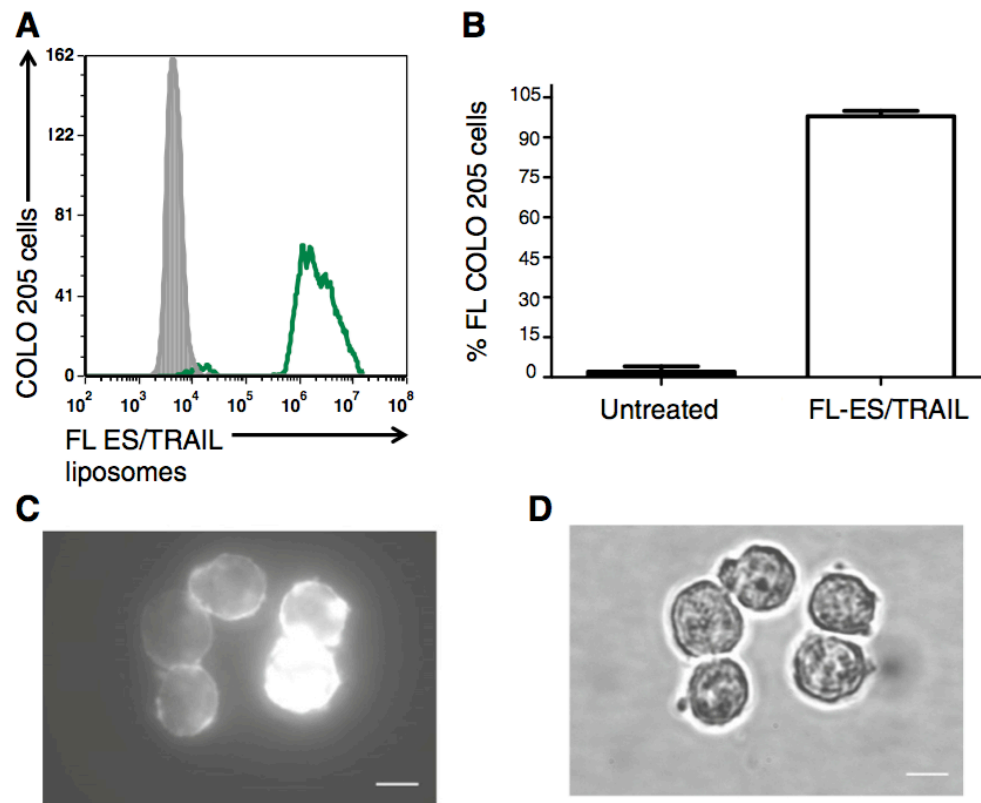 A
162
122
81
41
0
10² 10³ 10⁴ 10⁵ 10⁶ 10⁷ 10⁸
COLO 205 cells
FL ES/TRAIL
liposomes
B
105
90
75
60
45
30
15
0
% FL COLO 205 cells
Untreated FL-ES/TRAIL
C
D